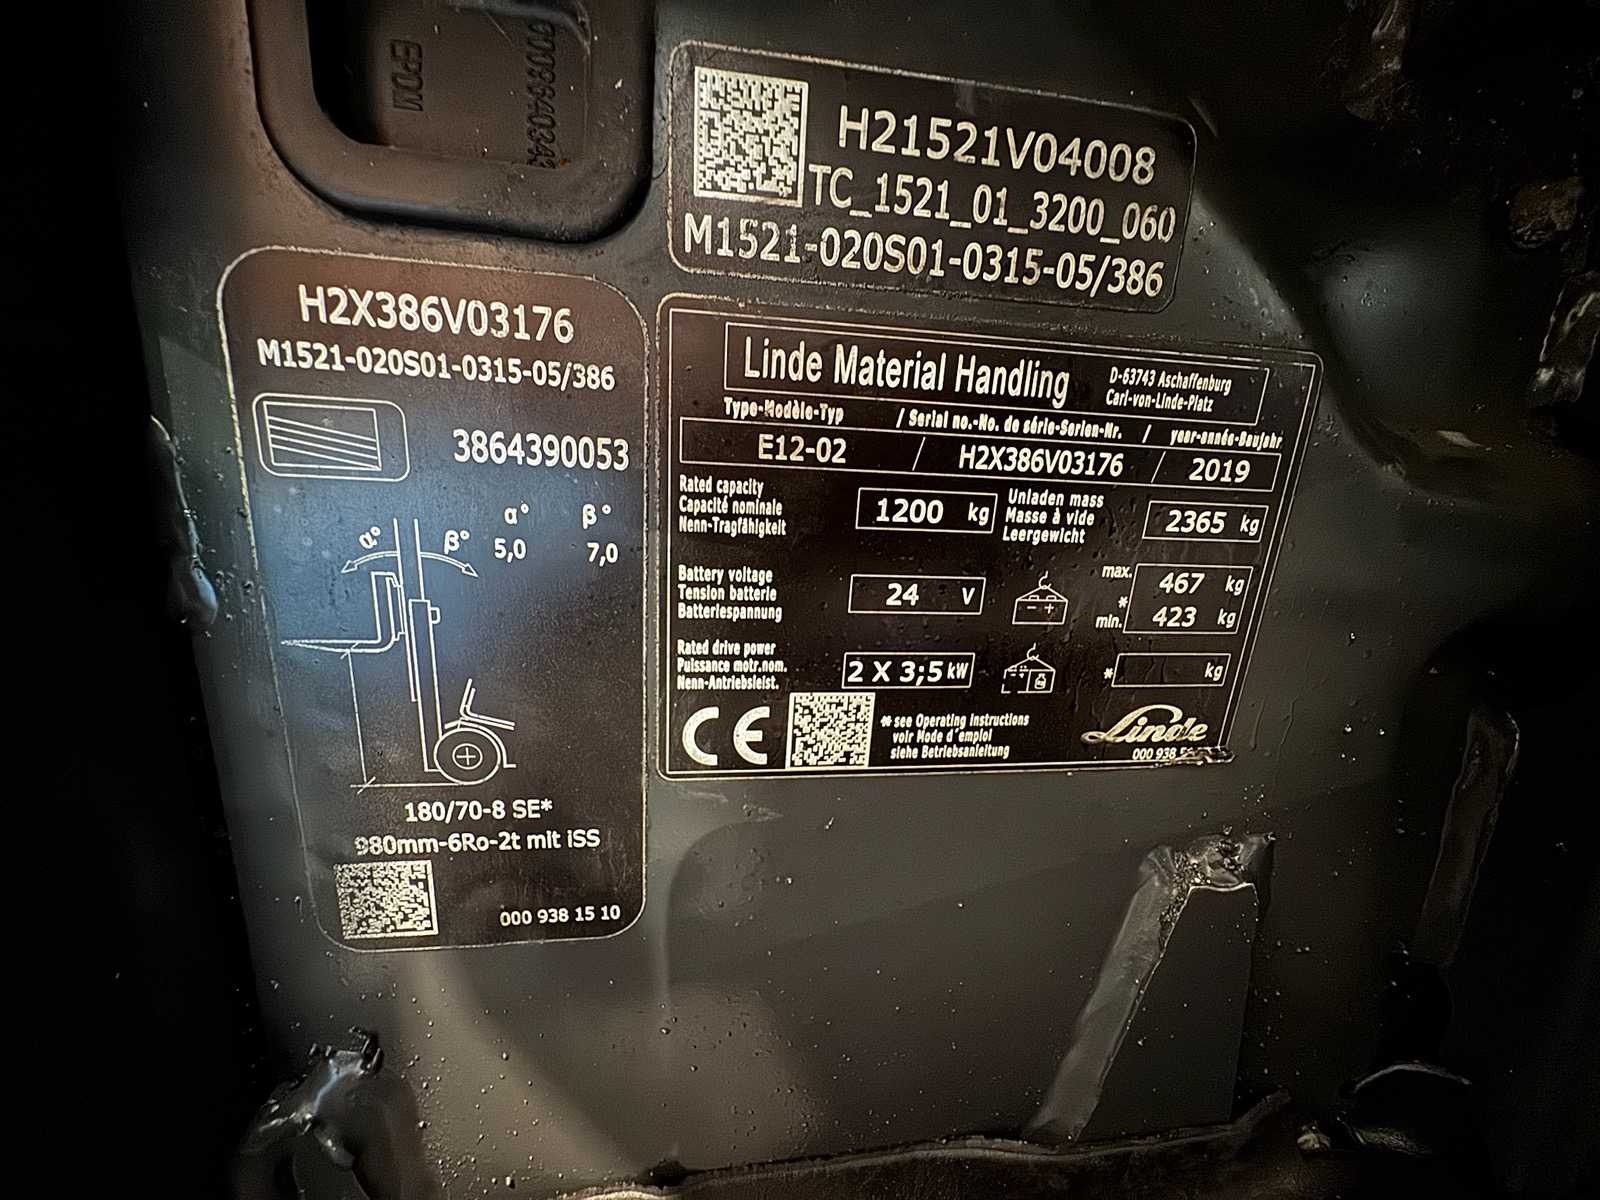 EPDM
H21521V04008
TC_1521_01_3200_060
M1521-020S01-0315-05/386
H2X386V03176
M1521-020S01-0315-05/386
3864390053
α° β°
α° β° 5,0 7,0
180/70-8 SE*
980mm-6Ro-2t mit iSS
000 938 15 10
Linde Material Handling
D-63743 Aschaffenburg
Carl-von-Linde-Platz
Type-Modèle-Typ / Serial no.-No. de série-Serien-Nr. / year-année-Baujahr
E12-02 / H2X386V03176 / 2019
Rated capacity
Capacité nominale
Nenn-Tragfähigkeit
1200 kg
Unladen mass
Masse à vide
Leergewicht
2365 kg
Battery voltage
Tension batterie
Batteriespannung
24 V
- +
max. 467 kg
*
min. 423 kg
Rated drive power
Puissance motr.nom.
Nenn-Antriebsleist.
2 X 3;5 kW
* kg
CE
* see Operating instructions
voir Mode d'emploi
siehe Betriebsanleitung
Linde
000 938